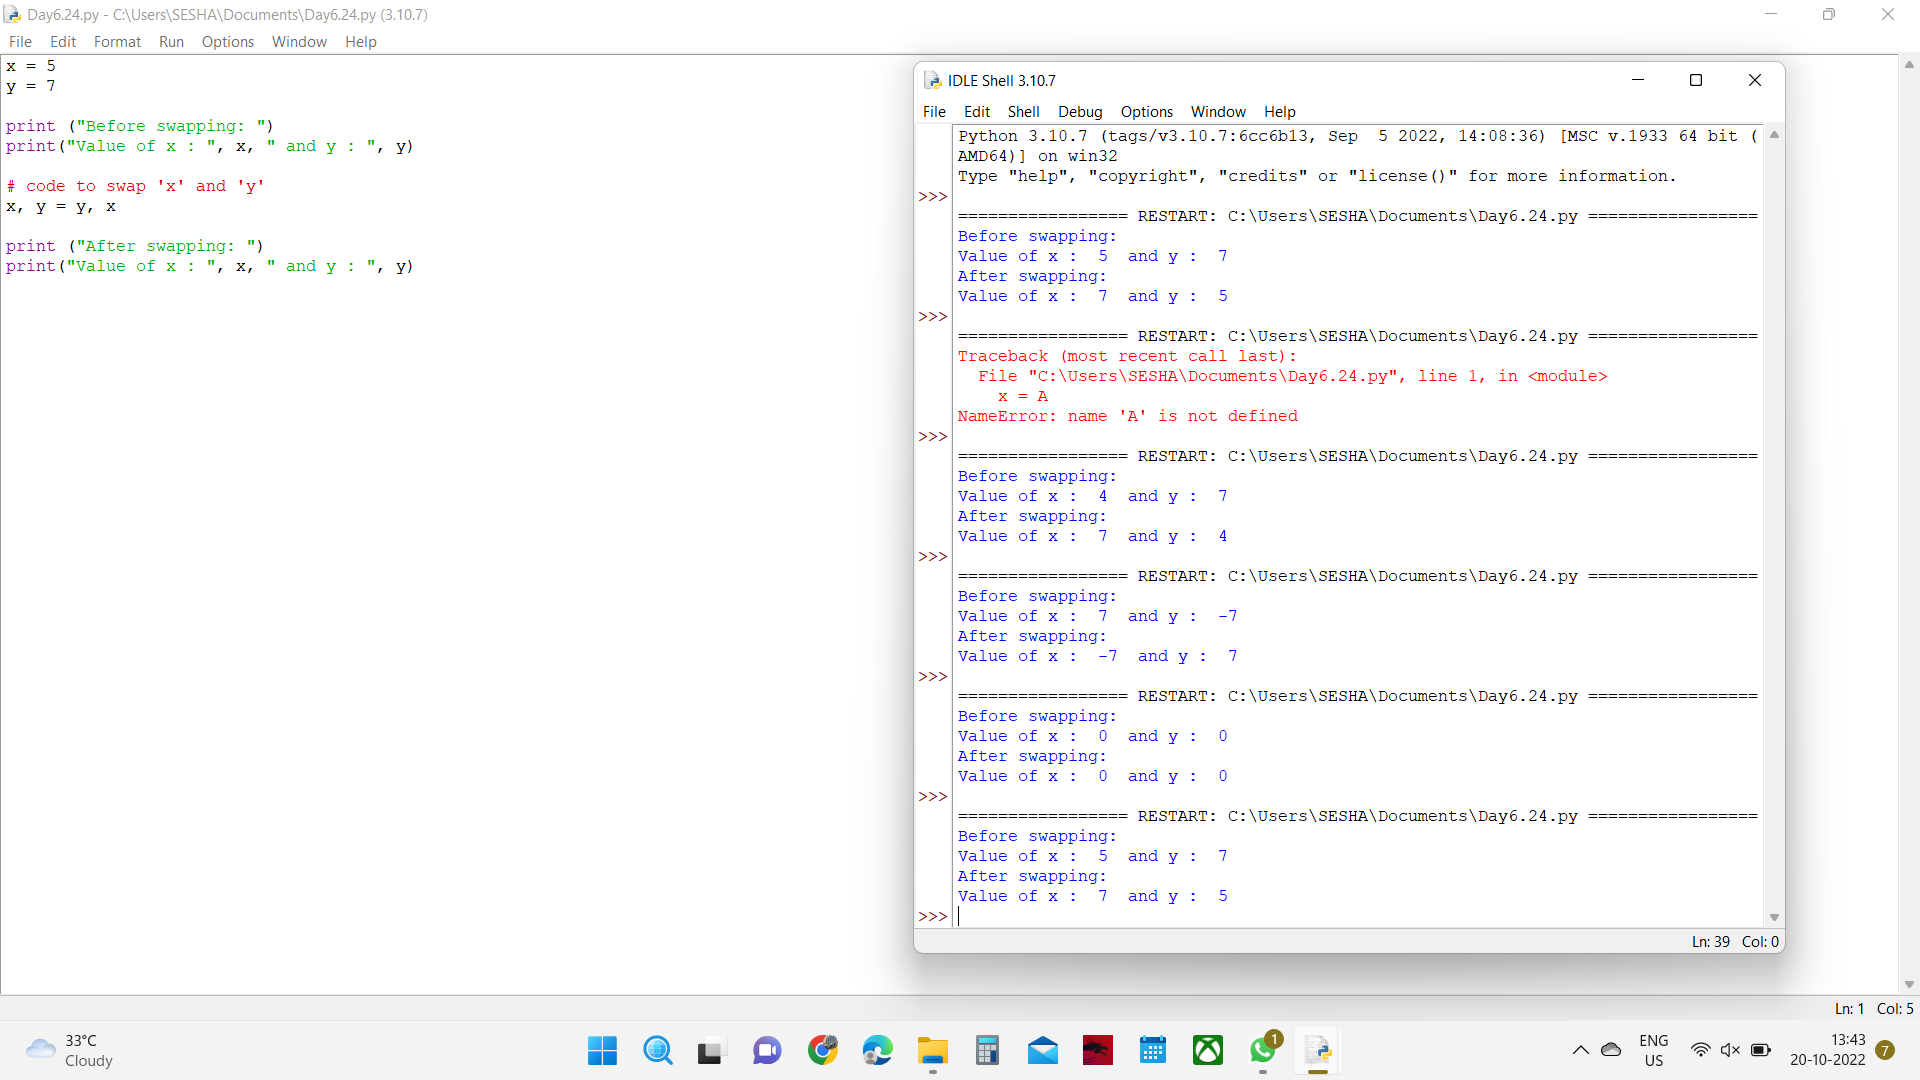 Day6.24.py - C:\Users\SESHA\Documents\Day6.24.py (3.10.7)
File Edit Format Run Options Window Help
x = 5
y = 7
print ("Before swapping: ")
print("Value of x : ", x, " and y : ", y)
# code to swap 'x' and 'y'
x, y = y, x
print ("After swapping: ")
print("Value of x : ", x, " and y : ", y)
IDLE Shell 3.10.7
File Edit Shell Debug Options Window Help
Python 3.10.7 (tags/v3.10.7:6cc6b13, Sep  5 2022, 14:08:36) [MSC v.1933 64 bit (
AMD64)] on win32
Type "help", "copyright", "credits" or "license()" for more information.
>>>
================= RESTART: C:\Users\SESHA\Documents\Day6.24.py =================
Before swapping:
Value of x :  5  and y :  7
After swapping:
Value of x :  7  and y :  5
>>>
================= RESTART: C:\Users\SESHA\Documents\Day6.24.py =================
Traceback (most recent call last):
  File "C:\Users\SESHA\Documents\Day6.24.py", line 1, in <module>
    x = A
NameError: name 'A' is not defined
>>>
================= RESTART: C:\Users\SESHA\Documents\Day6.24.py =================
Before swapping:
Value of x :  4  and y :  7
After swapping:
Value of x :  7  and y :  4
>>>
================= RESTART: C:\Users\SESHA\Documents\Day6.24.py =================
Before swapping:
Value of x :  7  and y :  -7
After swapping:
Value of x :  -7  and y :  7
>>>
================= RESTART: C:\Users\SESHA\Documents\Day6.24.py =================
Before swapping:
Value of x :  0  and y :  0
After swapping:
Value of x :  0  and y :  0
>>>
================= RESTART: C:\Users\SESHA\Documents\Day6.24.py =================
Before swapping:
Value of x :  5  and y :  7
After swapping:
Value of x :  7  and y :  5
>>>
Ln: 39 Col: 0
Ln: 1 Col: 5
33°C
Cloudy
1
ENG
US
13:43
20-10-2022
7